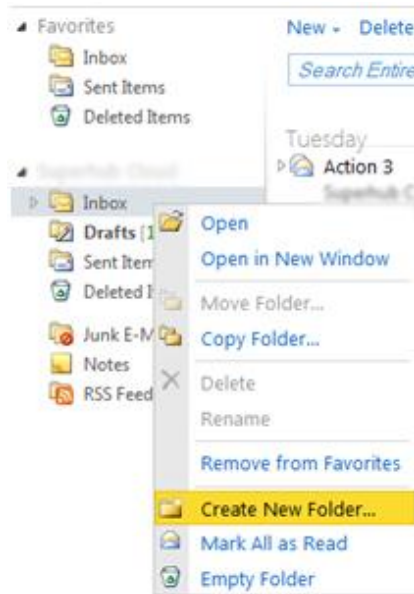 Favorites
Inbox
Sent Items
Deleted Items
Inbox
Drafts [1
Sent Item
Deleted I
Junk E-M
Notes
RSS Feed
New Delete
Search Entire
Tuesday
Action 3
Open
Open in New Window
Move Folder...
Copy Folder...
Delete
Rename
Remove from Favorites
Create New Folder...
Mark All as Read
Empty Folder